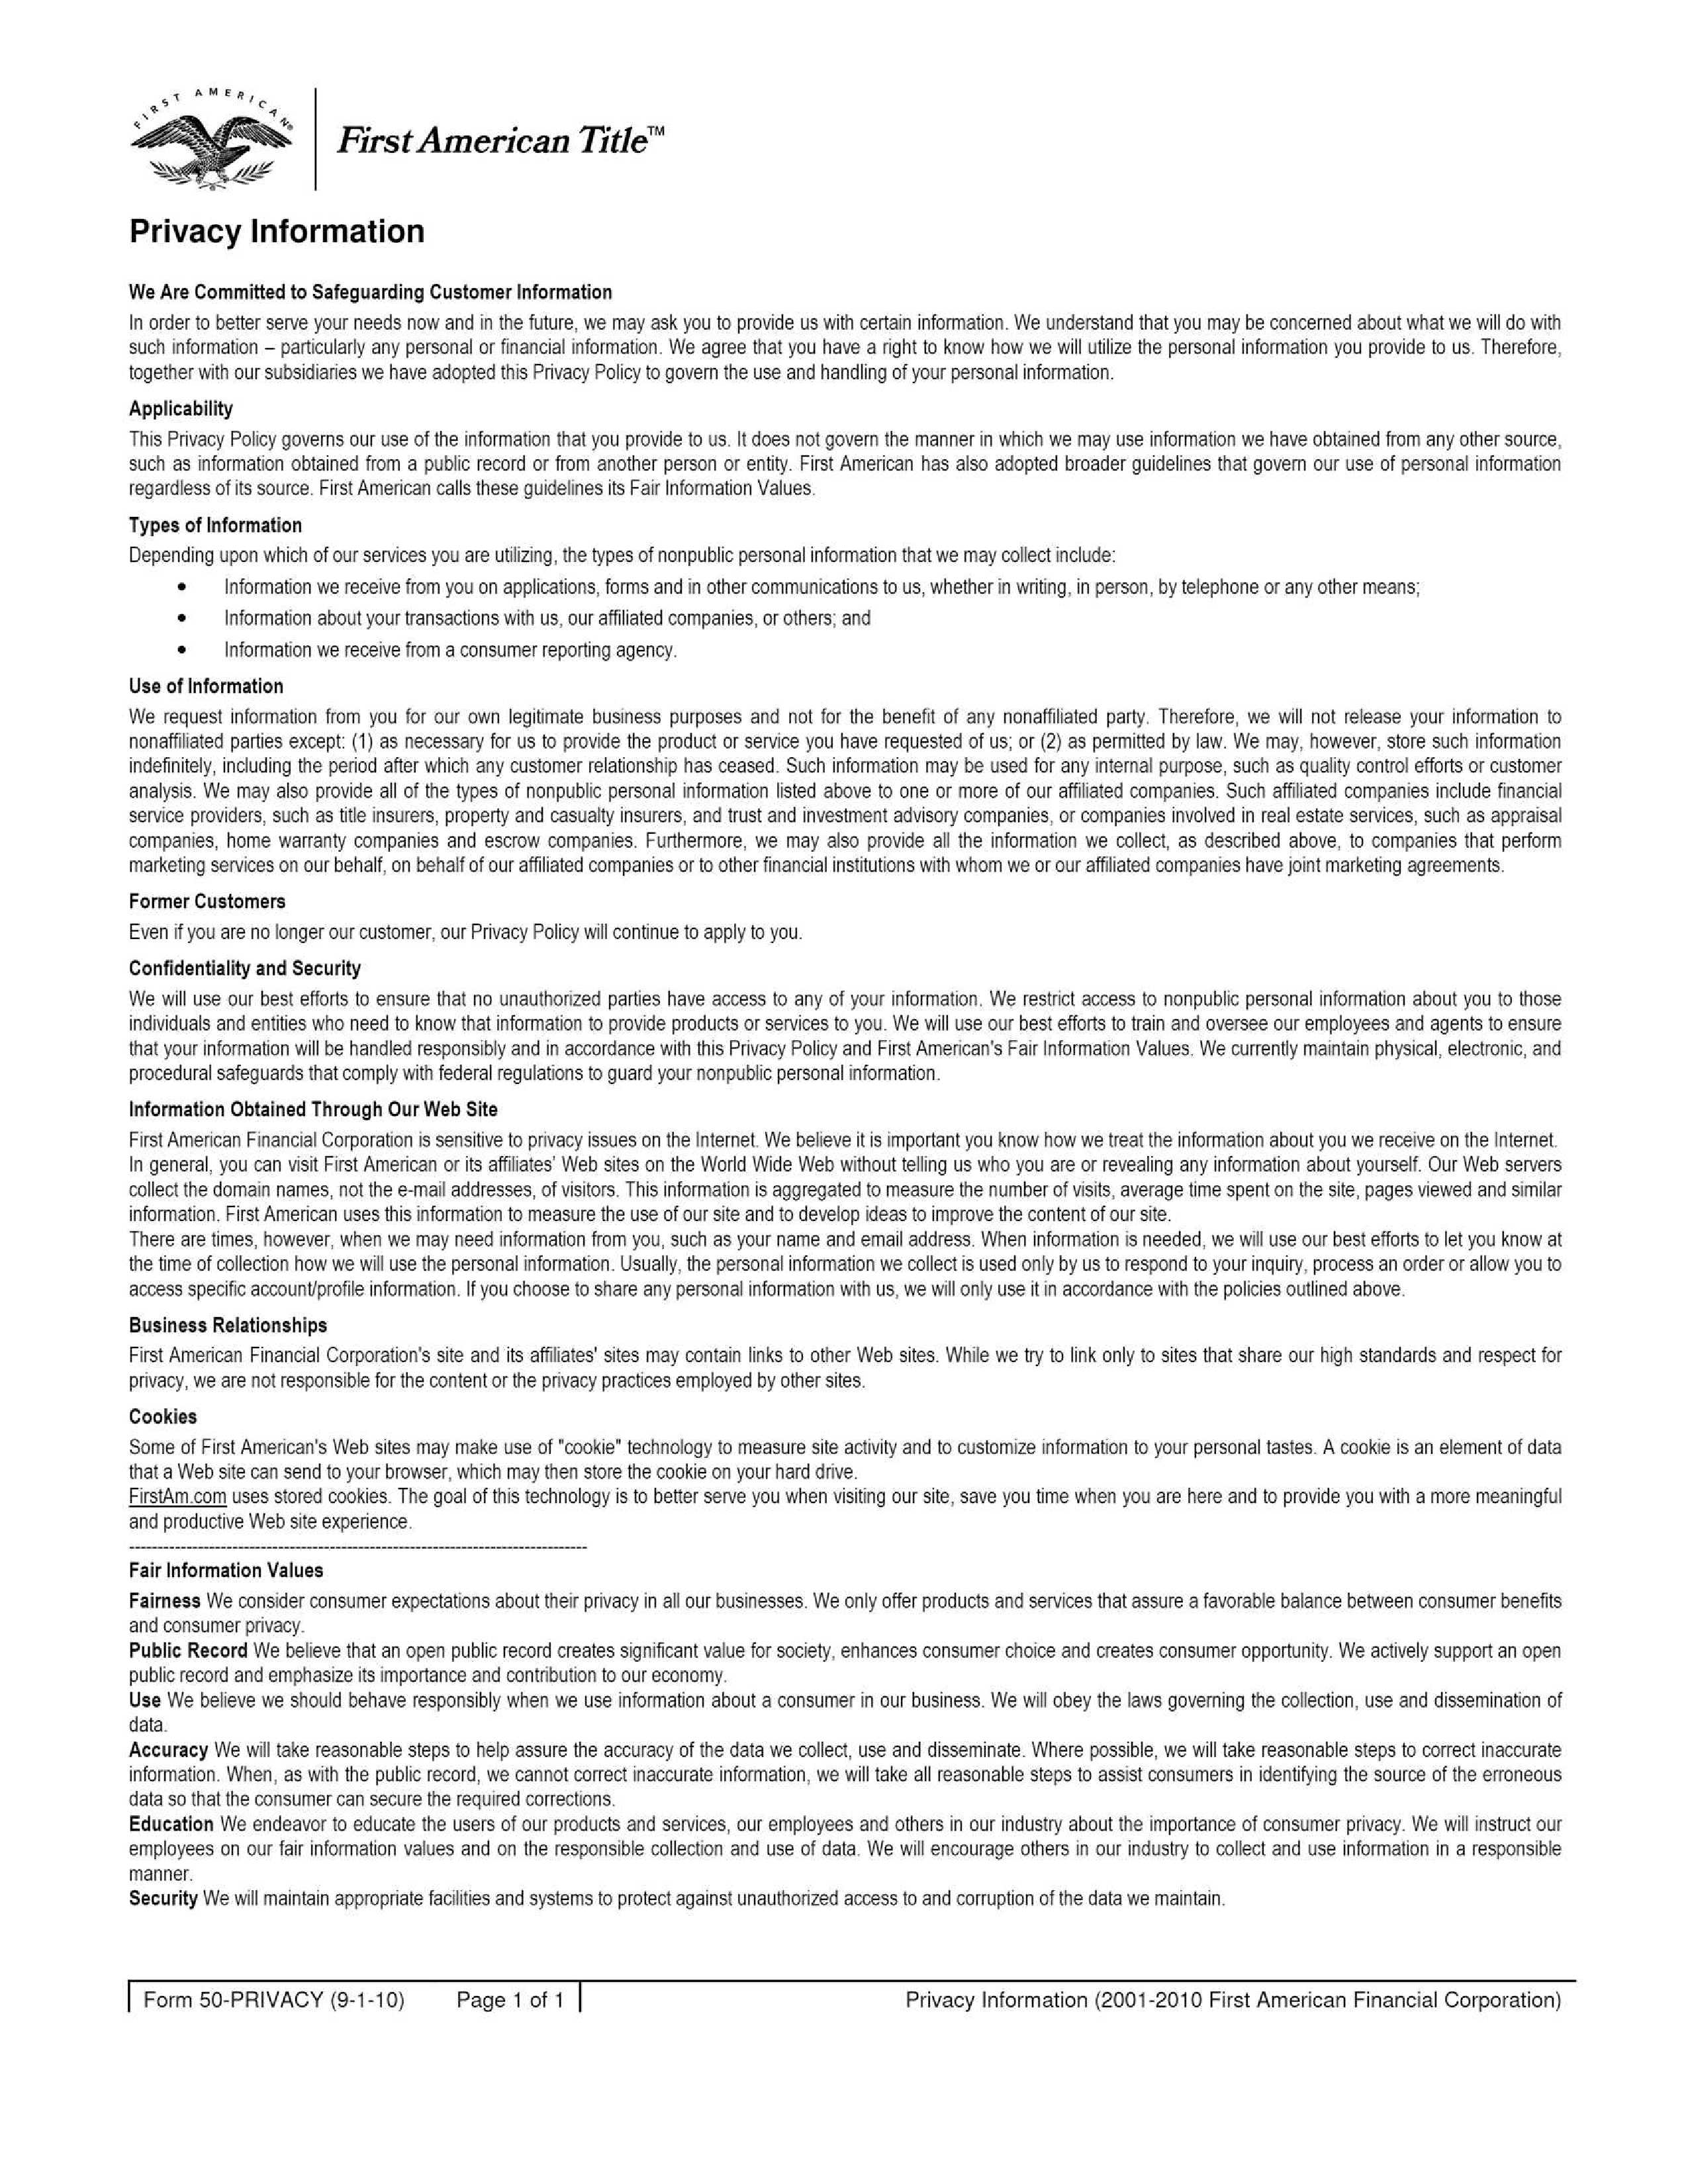 FIRST AMERICAN®
First American Title™
Privacy Information
We Are Committed to Safeguarding Customer Information
In order to better serve your needs now and in the future, we may ask you to provide us with certain information. We understand that you may be concerned about what we will do with
such information – particularly any personal or financial information. We agree that you have a right to know how we will utilize the personal information you provide to us. Therefore,
together with our subsidiaries we have adopted this Privacy Policy to govern the use and handling of your personal information.
Applicability
This Privacy Policy governs our use of the information that you provide to us. It does not govern the manner in which we may use information we have obtained from any other source,
such as information obtained from a public record or from another person or entity. First American has also adopted broader guidelines that govern our use of personal information
regardless of its source. First American calls these guidelines its Fair Information Values.
Types of Information
Depending upon which of our services you are utilizing, the types of nonpublic personal information that we may collect include:
• Information we receive from you on applications, forms and in other communications to us, whether in writing, in person, by telephone or any other means;
• Information about your transactions with us, our affiliated companies, or others; and
• Information we receive from a consumer reporting agency.
Use of Information
We request information from you for our own legitimate business purposes and not for the benefit of any nonaffiliated party. Therefore, we will not release your information to
nonaffiliated parties except: (1) as necessary for us to provide the product or service you have requested of us; or (2) as permitted by law. We may, however, store such information
indefinitely, including the period after which any customer relationship has ceased. Such information may be used for any internal purpose, such as quality control efforts or customer
analysis. We may also provide all of the types of nonpublic personal information listed above to one or more of our affiliated companies. Such affiliated companies include financial
service providers, such as title insurers, property and casualty insurers, and trust and investment advisory companies, or companies involved in real estate services, such as appraisal
companies, home warranty companies and escrow companies. Furthermore, we may also provide all the information we collect, as described above, to companies that perform
marketing services on our behalf, on behalf of our affiliated companies or to other financial institutions with whom we or our affiliated companies have joint marketing agreements.
Former Customers
Even if you are no longer our customer, our Privacy Policy will continue to apply to you.
Confidentiality and Security
We will use our best efforts to ensure that no unauthorized parties have access to any of your information. We restrict access to nonpublic personal information about you to those
individuals and entities who need to know that information to provide products or services to you. We will use our best efforts to train and oversee our employees and agents to ensure
that your information will be handled responsibly and in accordance with this Privacy Policy and First American's Fair Information Values. We currently maintain physical, electronic, and
procedural safeguards that comply with federal regulations to guard your nonpublic personal information.
Information Obtained Through Our Web Site
First American Financial Corporation is sensitive to privacy issues on the Internet. We believe it is important you know how we treat the information about you we receive on the Internet.
In general, you can visit First American or its affiliates' Web sites on the World Wide Web without telling us who you are or revealing any information about yourself. Our Web servers
collect the domain names, not the e-mail addresses, of visitors. This information is aggregated to measure the number of visits, average time spent on the site, pages viewed and similar
information. First American uses this information to measure the use of our site and to develop ideas to improve the content of our site.
There are times, however, when we may need information from you, such as your name and email address. When information is needed, we will use our best efforts to let you know at
the time of collection how we will use the personal information. Usually, the personal information we collect is used only by us to respond to your inquiry, process an order or allow you to
access specific account/profile information. If you choose to share any personal information with us, we will only use it in accordance with the policies outlined above.
Business Relationships
First American Financial Corporation's site and its affiliates' sites may contain links to other Web sites. While we try to link only to sites that share our high standards and respect for
privacy, we are not responsible for the content or the privacy practices employed by other sites.
Cookies
Some of First American's Web sites may make use of "cookie" technology to measure site activity and to customize information to your personal tastes. A cookie is an element of data
that a Web site can send to your browser, which may then store the cookie on your hard drive.
FirstAm.com uses stored cookies. The goal of this technology is to better serve you when visiting our site, save you time when you are here and to provide you with a more meaningful
and productive Web site experience.
--------------------------------------------------------------------------------
Fair Information Values
Fairness We consider consumer expectations about their privacy in all our businesses. We only offer products and services that assure a favorable balance between consumer benefits
and consumer privacy.
Public Record We believe that an open public record creates significant value for society, enhances consumer choice and creates consumer opportunity. We actively support an open
public record and emphasize its importance and contribution to our economy.
Use We believe we should behave responsibly when we use information about a consumer in our business. We will obey the laws governing the collection, use and dissemination of
data.
Accuracy We will take reasonable steps to help assure the accuracy of the data we collect, use and disseminate. Where possible, we will take reasonable steps to correct inaccurate
information. When, as with the public record, we cannot correct inaccurate information, we will take all reasonable steps to assist consumers in identifying the source of the erroneous
data so that the consumer can secure the required corrections.
Education We endeavor to educate the users of our products and services, our employees and others in our industry about the importance of consumer privacy. We will instruct our
employees on our fair information values and on the responsible collection and use of data. We will encourage others in our industry to collect and use information in a responsible
manner.
Security We will maintain appropriate facilities and systems to protect against unauthorized access to and corruption of the data we maintain.
Form 50-PRIVACY (9-1-10) Page 1 of 1 Privacy Information (2001-2010 First American Financial Corporation)